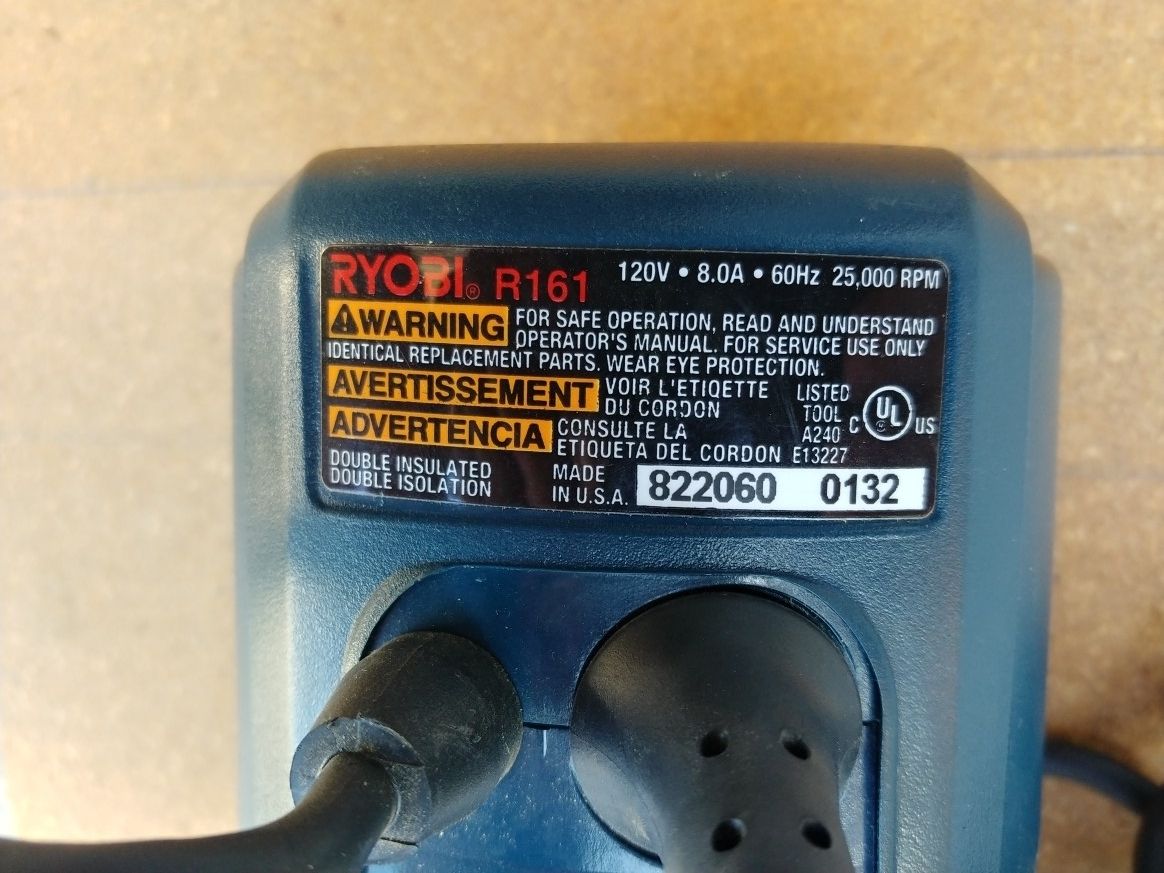 RYOBI® R161 120V • 8.0A • 60Hz 25,000 RPM
WARNING FOR SAFE OPERATION, READ AND UNDERSTAND
OPERATOR'S MANUAL. FOR SERVICE USE ONLY
IDENTICAL REPLACEMENT PARTS. WEAR EYE PROTECTION.
AVERTISSEMENT VOIR L'ETIQETTE
DU CORDON
ADVERTENCIA CONSULTE LA
ETIQUETA DEL CORDON
LISTED
TOOL
A240
E13227
C UL US
DOUBLE INSULATED
DOUBLE ISOLATION
MADE
IN U.S.A.
822060 0132